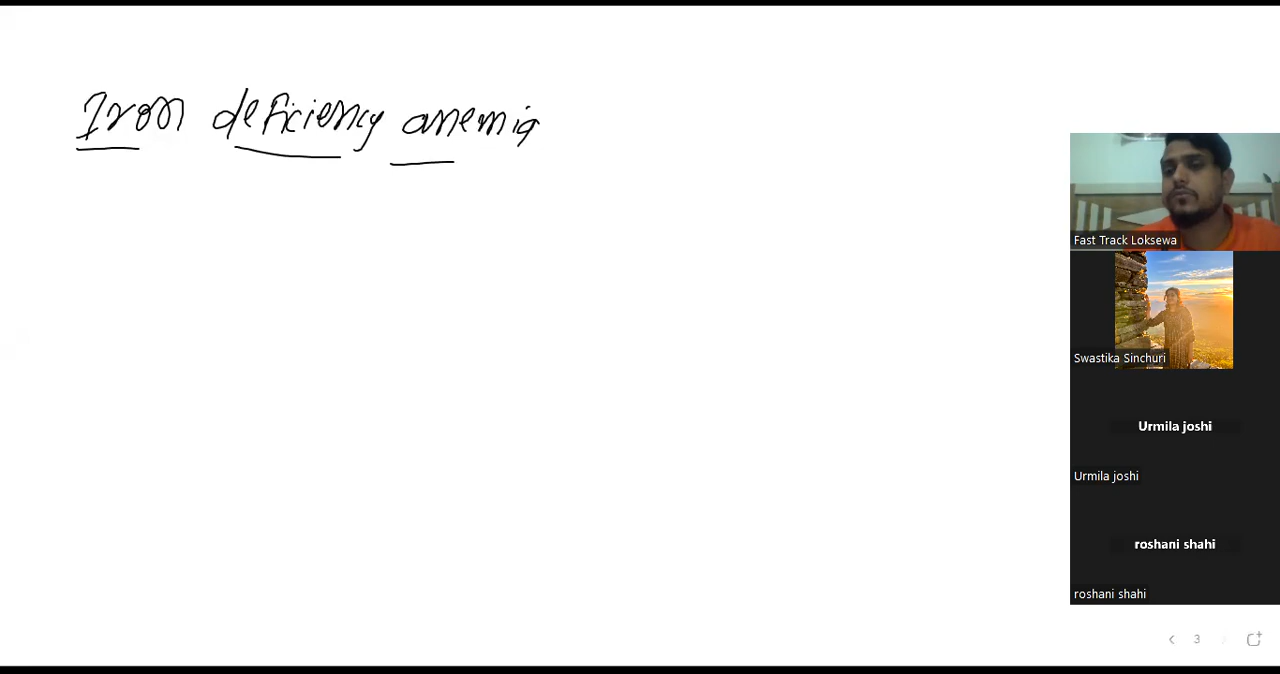 Iron deficiency anemia
Fast Track Loksewa
Swastika Sinchuri
Urmila joshi
Urmila joshi
roshani shahi
roshani shahi
3